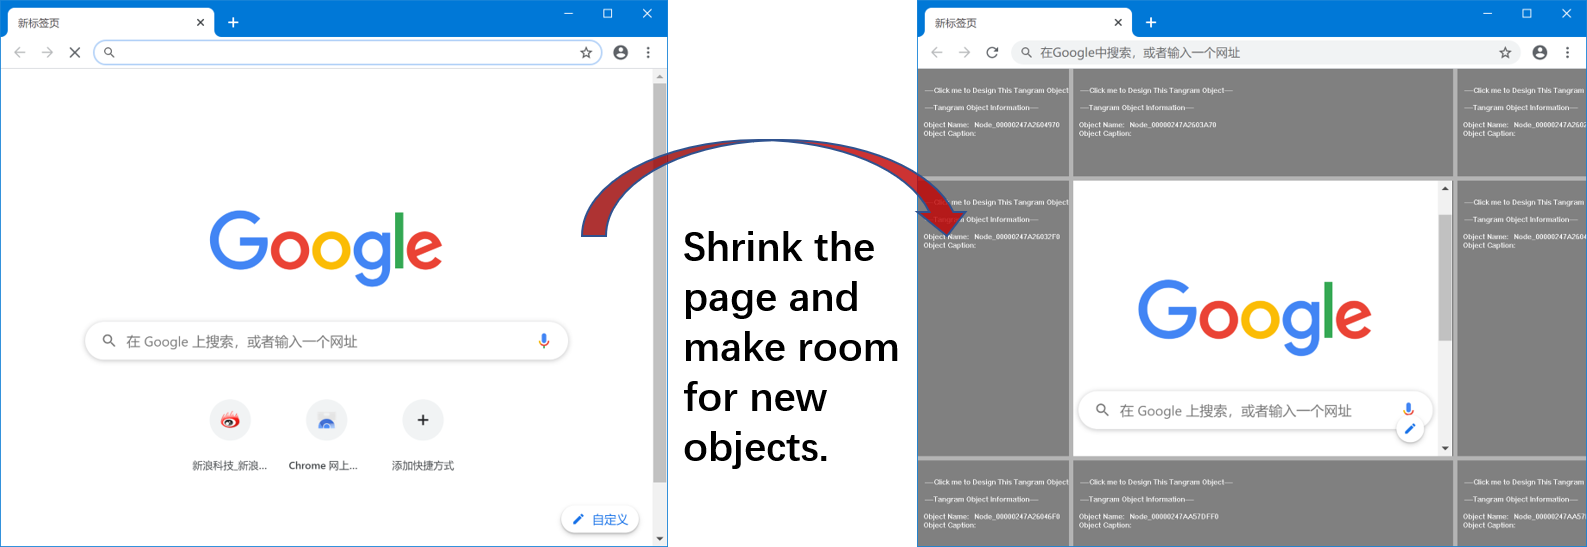 新标签页
Google
在 Google 上搜索，或者输入一个网址
新浪科技_新浪...
Chrome 网上...
添加快捷方式
自定义
Shrink the
page and
make room
for new
objects.
新标签页
在Google中搜索，或者输入一个网址
---Click me to Design This Tangram Object
---Tangram Object Information---
Object Name: Node_00000247A2604970
Object Caption:
---Click me to Design This Tangram Object---
---Tangram Object Information---
Object Name: Node_00000247A2603A70
Object Caption:
---Click me to Design This Tangram
---Tangram Object Information---
Object Name: Node_00000247A260
Object Caption:
---Click me to Design This Tangram Object
---Tangram Object Information---
Object Name: Node_00000247A26032F0
Object Caption:
Google
在 Google 上搜索，或者输入一个网址
---Click me to Design This Tangram
---Tangram Object Information---
Object Name: Node_00000247A260
Object Caption:
---Click me to Design This Tangram Object
---Tangram Object Information---
Object Name: Node_00000247A26046F0
Object Caption:
---Click me to Design This Tangram Object---
---Tangram Object Information---
Object Name: Node_00000247AA57DFF0
Object Caption:
---Click me to Design This Tangram
---Tangram Object Information---
Object Name: Node_00000247AA57
Object Caption: